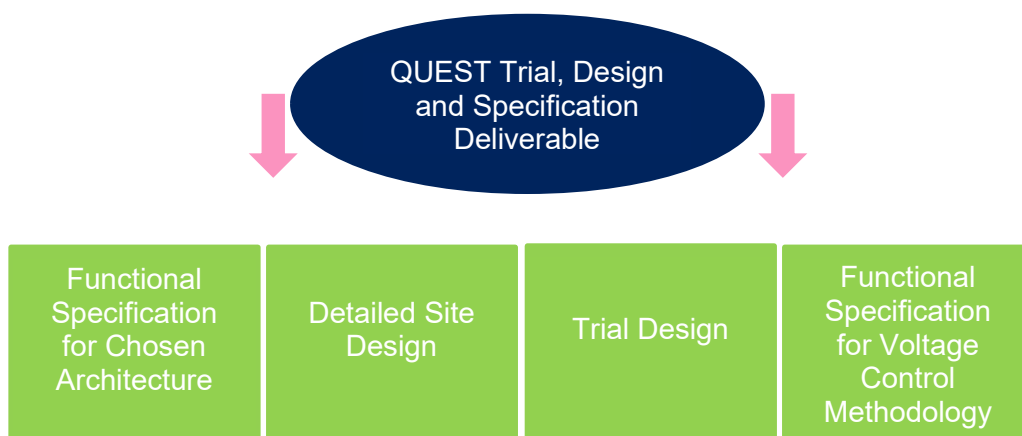 QUEST Trial, Design
and Specification
Deliverable
Functional
Specification
for Chosen
Architecture
Detailed Site
Design
Trial Design
Functional
Specification
for Voltage
Control
Methodology